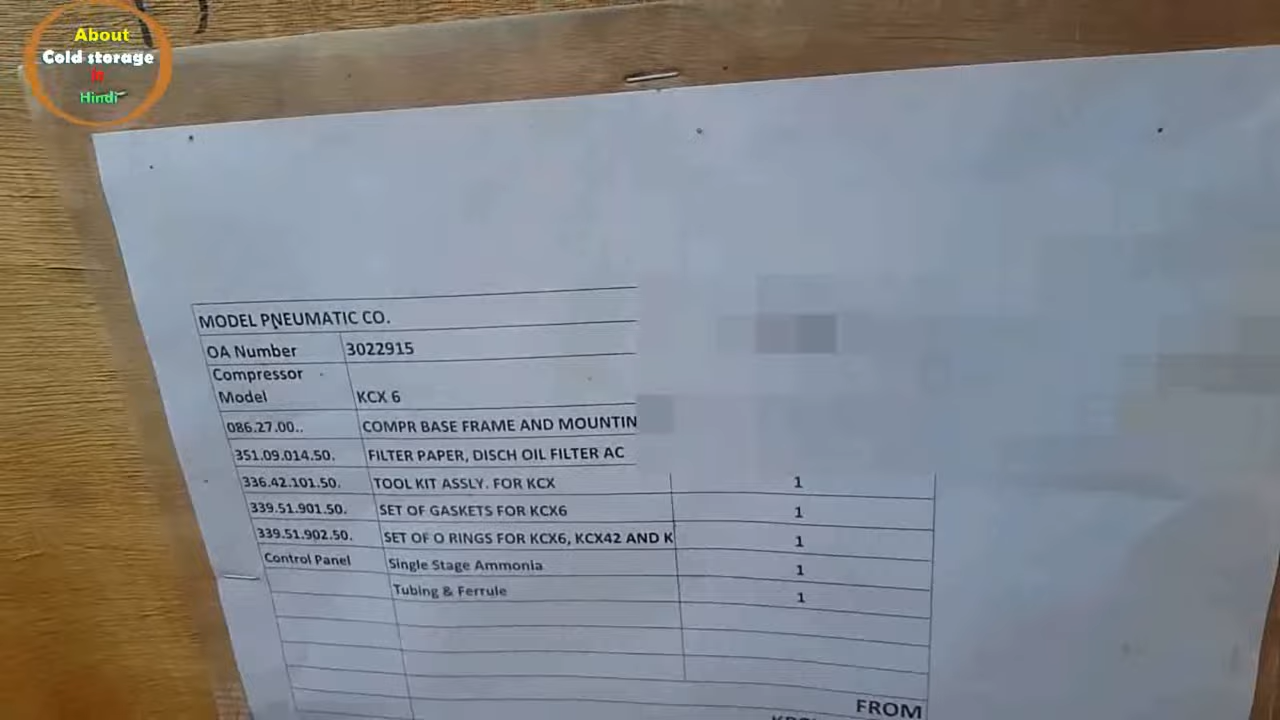 About
Cold storage
Hindi
MODEL PNEUMATIC CO.
OA Number 3022915
Compressor
Model KCX 6
086.27.00.. COMPR BASE FRAME AND MOUNTIN
351.09.014.50. FILTER PAPER, DISCH OIL FILTER AC
336.42.101.50. TOOL KIT ASSLY. FOR KCX 1
339.51.901.50. SET OF GASKETS FOR KCX6 1
339.51.902.50. SET OF O RINGS FOR KCX6, KCX42 AND K 1
Control Panel Single Stage Ammonia 1
Tubing & Ferrule 1
FROM